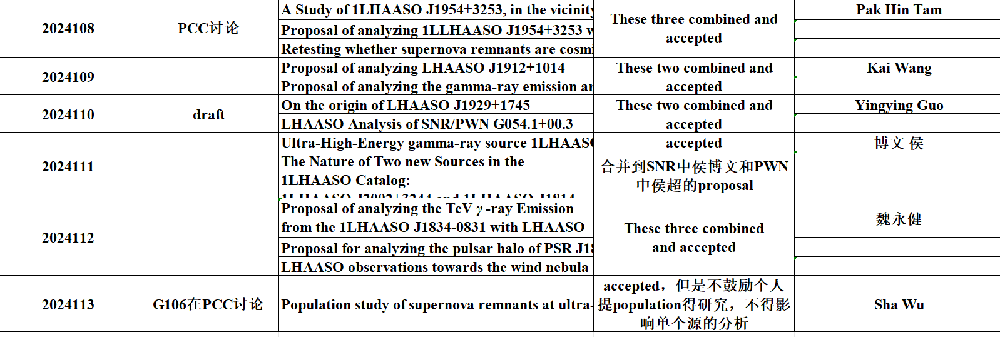 2024108
PCC讨论
A Study of 1LHAASO J1954+3253, in the vicinity
Proposal of analyzing 1LLHAASO J1954+3253 w
Retesting whether supernova remnants are cosmi
These three combined and
accepted
Pak Hin Tam
2024109
Proposal of analyzing LHAASO J1912+1014
Proposal of analyzing the gamma-ray emission an
These two combined and
accepted
Kai Wang
2024110
draft
On the origin of LHAASO J1929+1745
LHAASO Analysis of SNR/PWN G054.1+00.3
These two combined and
accepted
Yingying Guo
2024111
Ultra-High-Energy gamma-ray source 1LHAASO
accepted
博文 侯
The Nature of Two new Sources in the
1LHAASO Catalog:
1LHAASO J2002+3244 and 1LHAASO J1814
合并到SNR中侯博文和PWN
中侯超的proposal
2024112
Proposal of analyzing the TeV γ-ray Emission
from the 1LHAASO J1834-0831 with LHAASO
Proposal for analyzing the pulsar halo of PSR J18
LHAASO observations towards the wind nebula
These three combined
and accepted
魏永健
2024113
G106在PCC讨论
Population study of supernova remnants at ultra-
accepted，但是不鼓励个人
提population得研究，不得影
响单个源的分析
Sha Wu